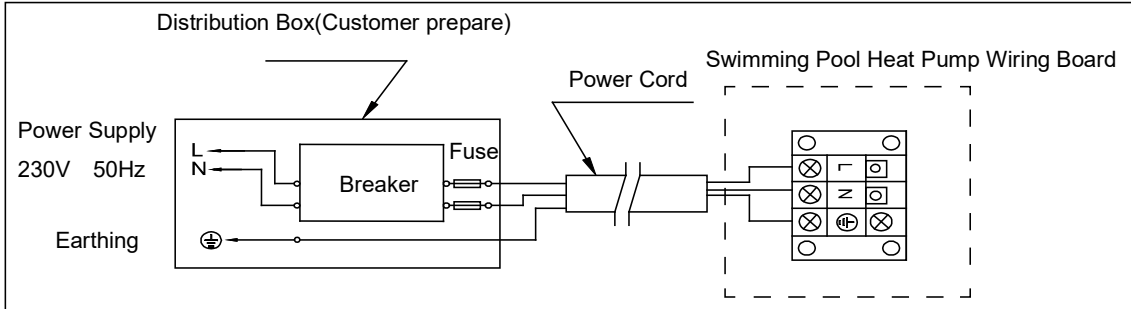 Distribution Box(Customer prepare)
Swimming Pool Heat Pump Wiring Board
Power Cord
Power Supply
230V 50Hz
L
N
Breaker
Fuse
Earthing
L
N